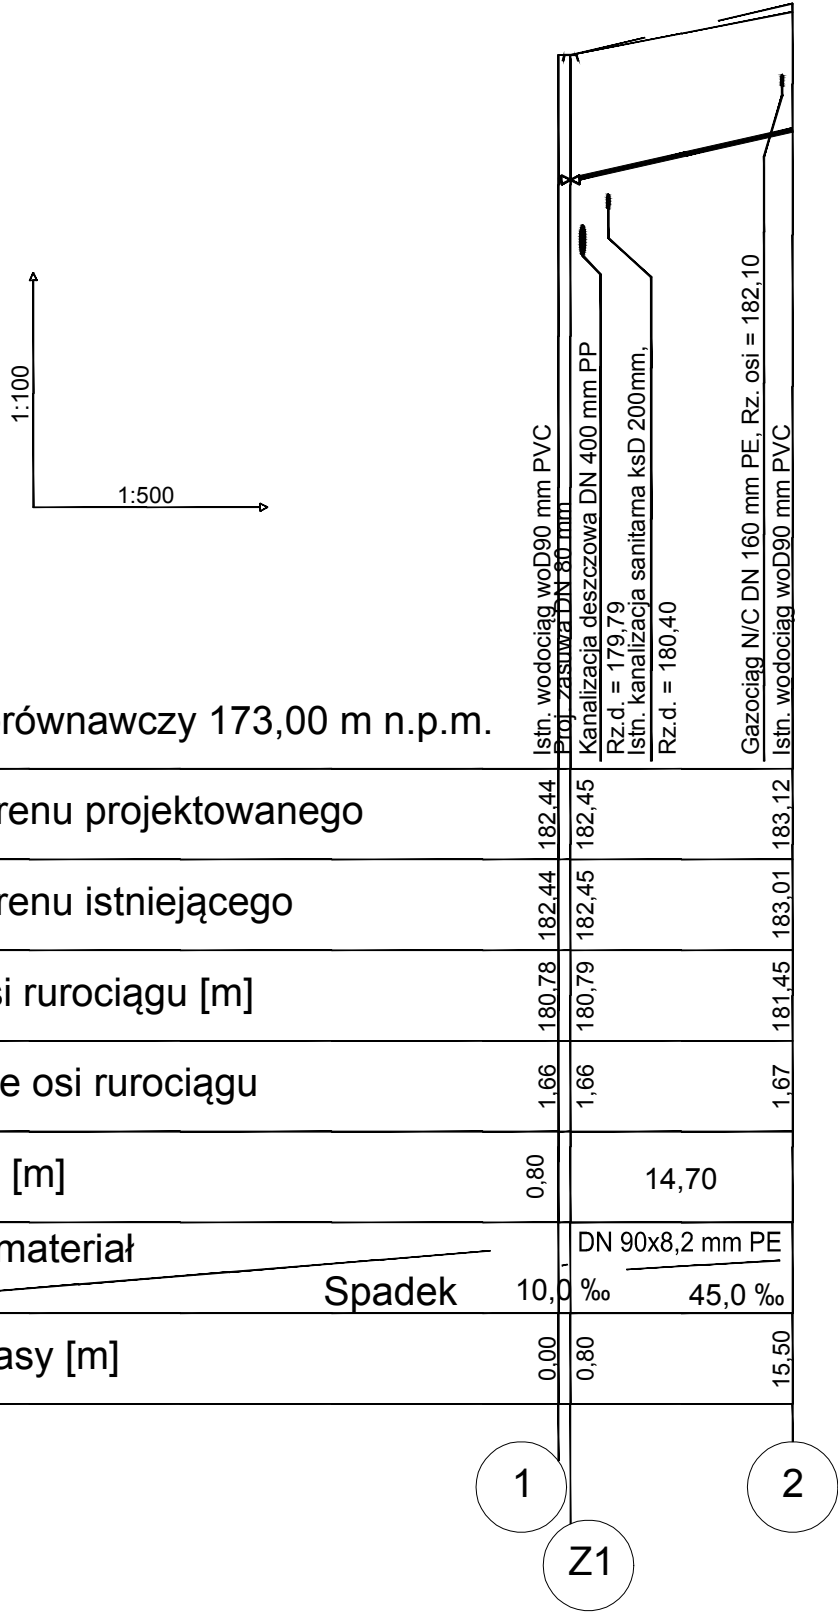 1:100
1:500
Istn. wodociąg woD90 mm PVC
Proj. zasuwa DN 80 mm
Kanalizacja deszczowa DN 400 mm PP
Rz.d. = 179,79
Istn. kanalizacja sanitarna ksD 200mm,
Rz.d. = 180,40
Gazociąg N/C DN 160 mm PE, Rz. osi = 182,10
Istn. wodociąg woD90 mm PVC
równawczy 173,00 m n.p.m.
renu projektowanego 182,44 182,45 183,12
renu istniejącego 182,44 182,45 183,01
si rurociągu [m] 180,78 180,79 181,45
e osi rurociągu 1,66 1,66 1,67
[m] 0,80 14,70
materiał - DN 90x8,2 mm PE
Spadek 10,0 ‰ 45,0 ‰
asy [m] 0,00 0,80 15,50
1 2
Z1